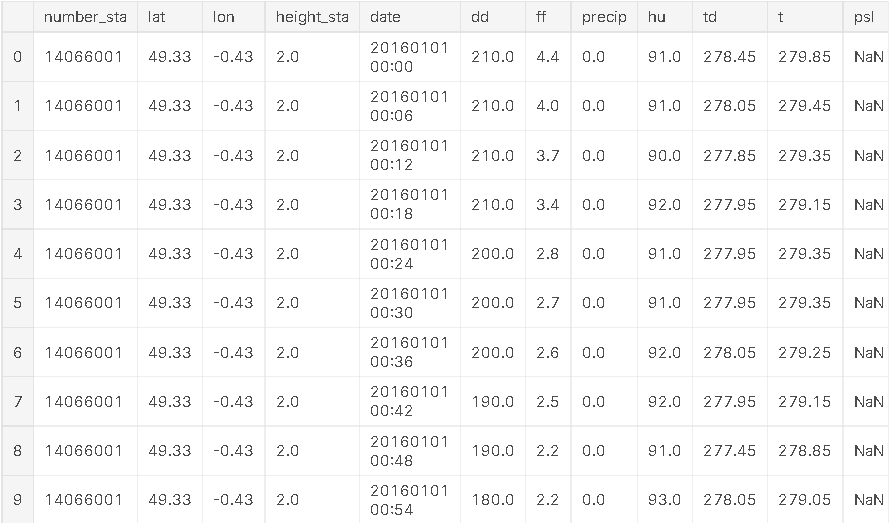 number_sta lat lon height_sta date dd ff precip hu td t psl
0 14066001 49.33 -0.43 2.0 20160101 00:00 210.0 4.4 0.0 91.0 278.45 279.85 NaN
1 14066001 49.33 -0.43 2.0 20160101 00:06 210.0 4.0 0.0 91.0 278.05 279.45 NaN
2 14066001 49.33 -0.43 2.0 20160101 00:12 210.0 3.7 0.0 90.0 277.85 279.35 NaN
3 14066001 49.33 -0.43 2.0 20160101 00:18 210.0 3.4 0.0 92.0 277.95 279.15 NaN
4 14066001 49.33 -0.43 2.0 20160101 00:24 200.0 2.8 0.0 91.0 277.95 279.35 NaN
5 14066001 49.33 -0.43 2.0 20160101 00:30 200.0 2.7 0.0 91.0 277.95 279.35 NaN
6 14066001 49.33 -0.43 2.0 20160101 00:36 200.0 2.6 0.0 92.0 278.05 279.25 NaN
7 14066001 49.33 -0.43 2.0 20160101 00:42 190.0 2.5 0.0 92.0 277.95 279.15 NaN
8 14066001 49.33 -0.43 2.0 20160101 00:48 190.0 2.2 0.0 91.0 277.45 278.85 NaN
9 14066001 49.33 -0.43 2.0 20160101 00:54 180.0 2.2 0.0 93.0 278.05 279.05 NaN